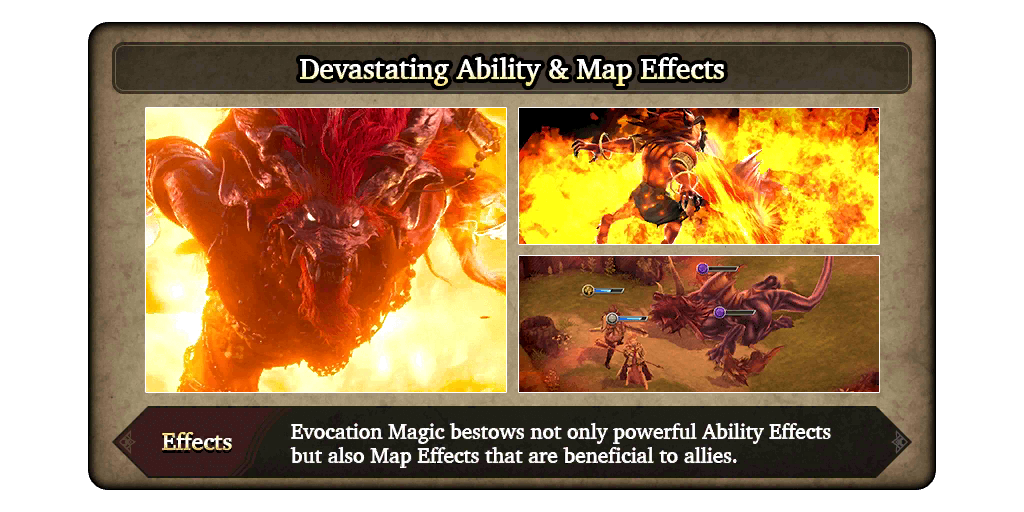 Devastating Ability & Map Effects
Effects
Evocation Magic bestows not only powerful Ability Effects
but also Map Effects that are beneficial to allies.